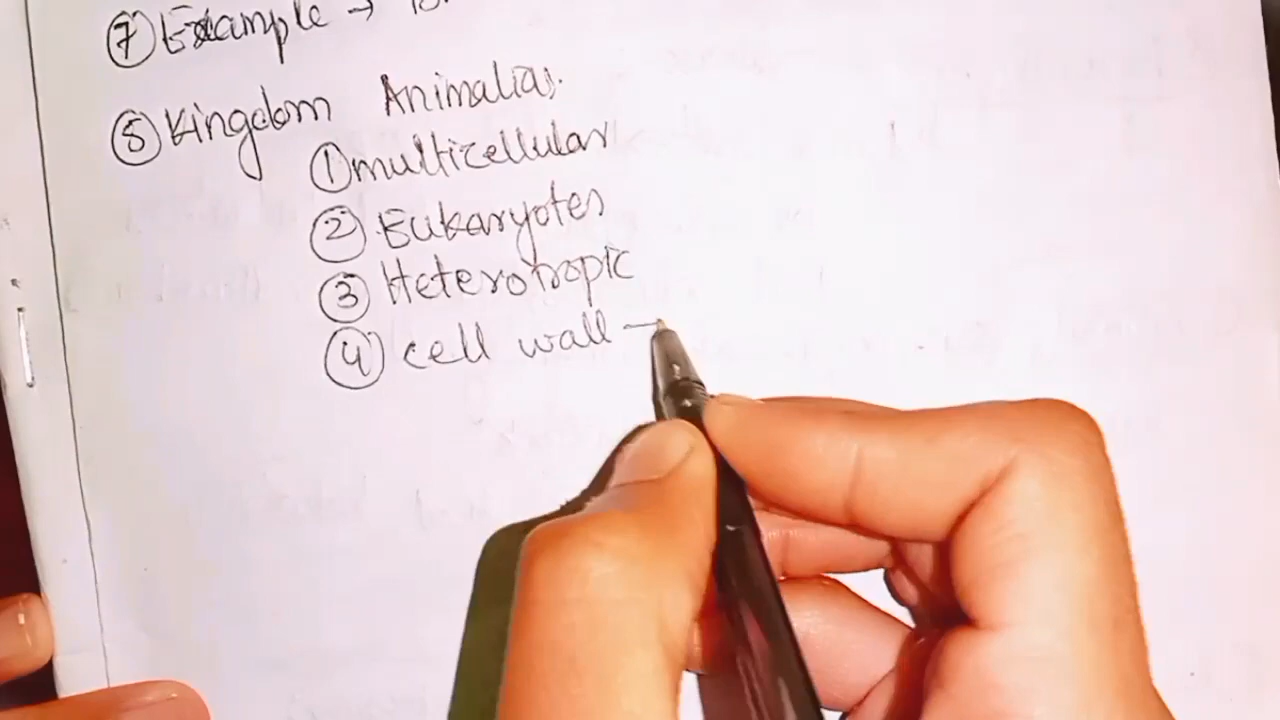 ⑦ Example →
⑤ Kingdom Animalia.
① multicellular
② Eukaryotes
③ Heterotropic
④ cell wall —